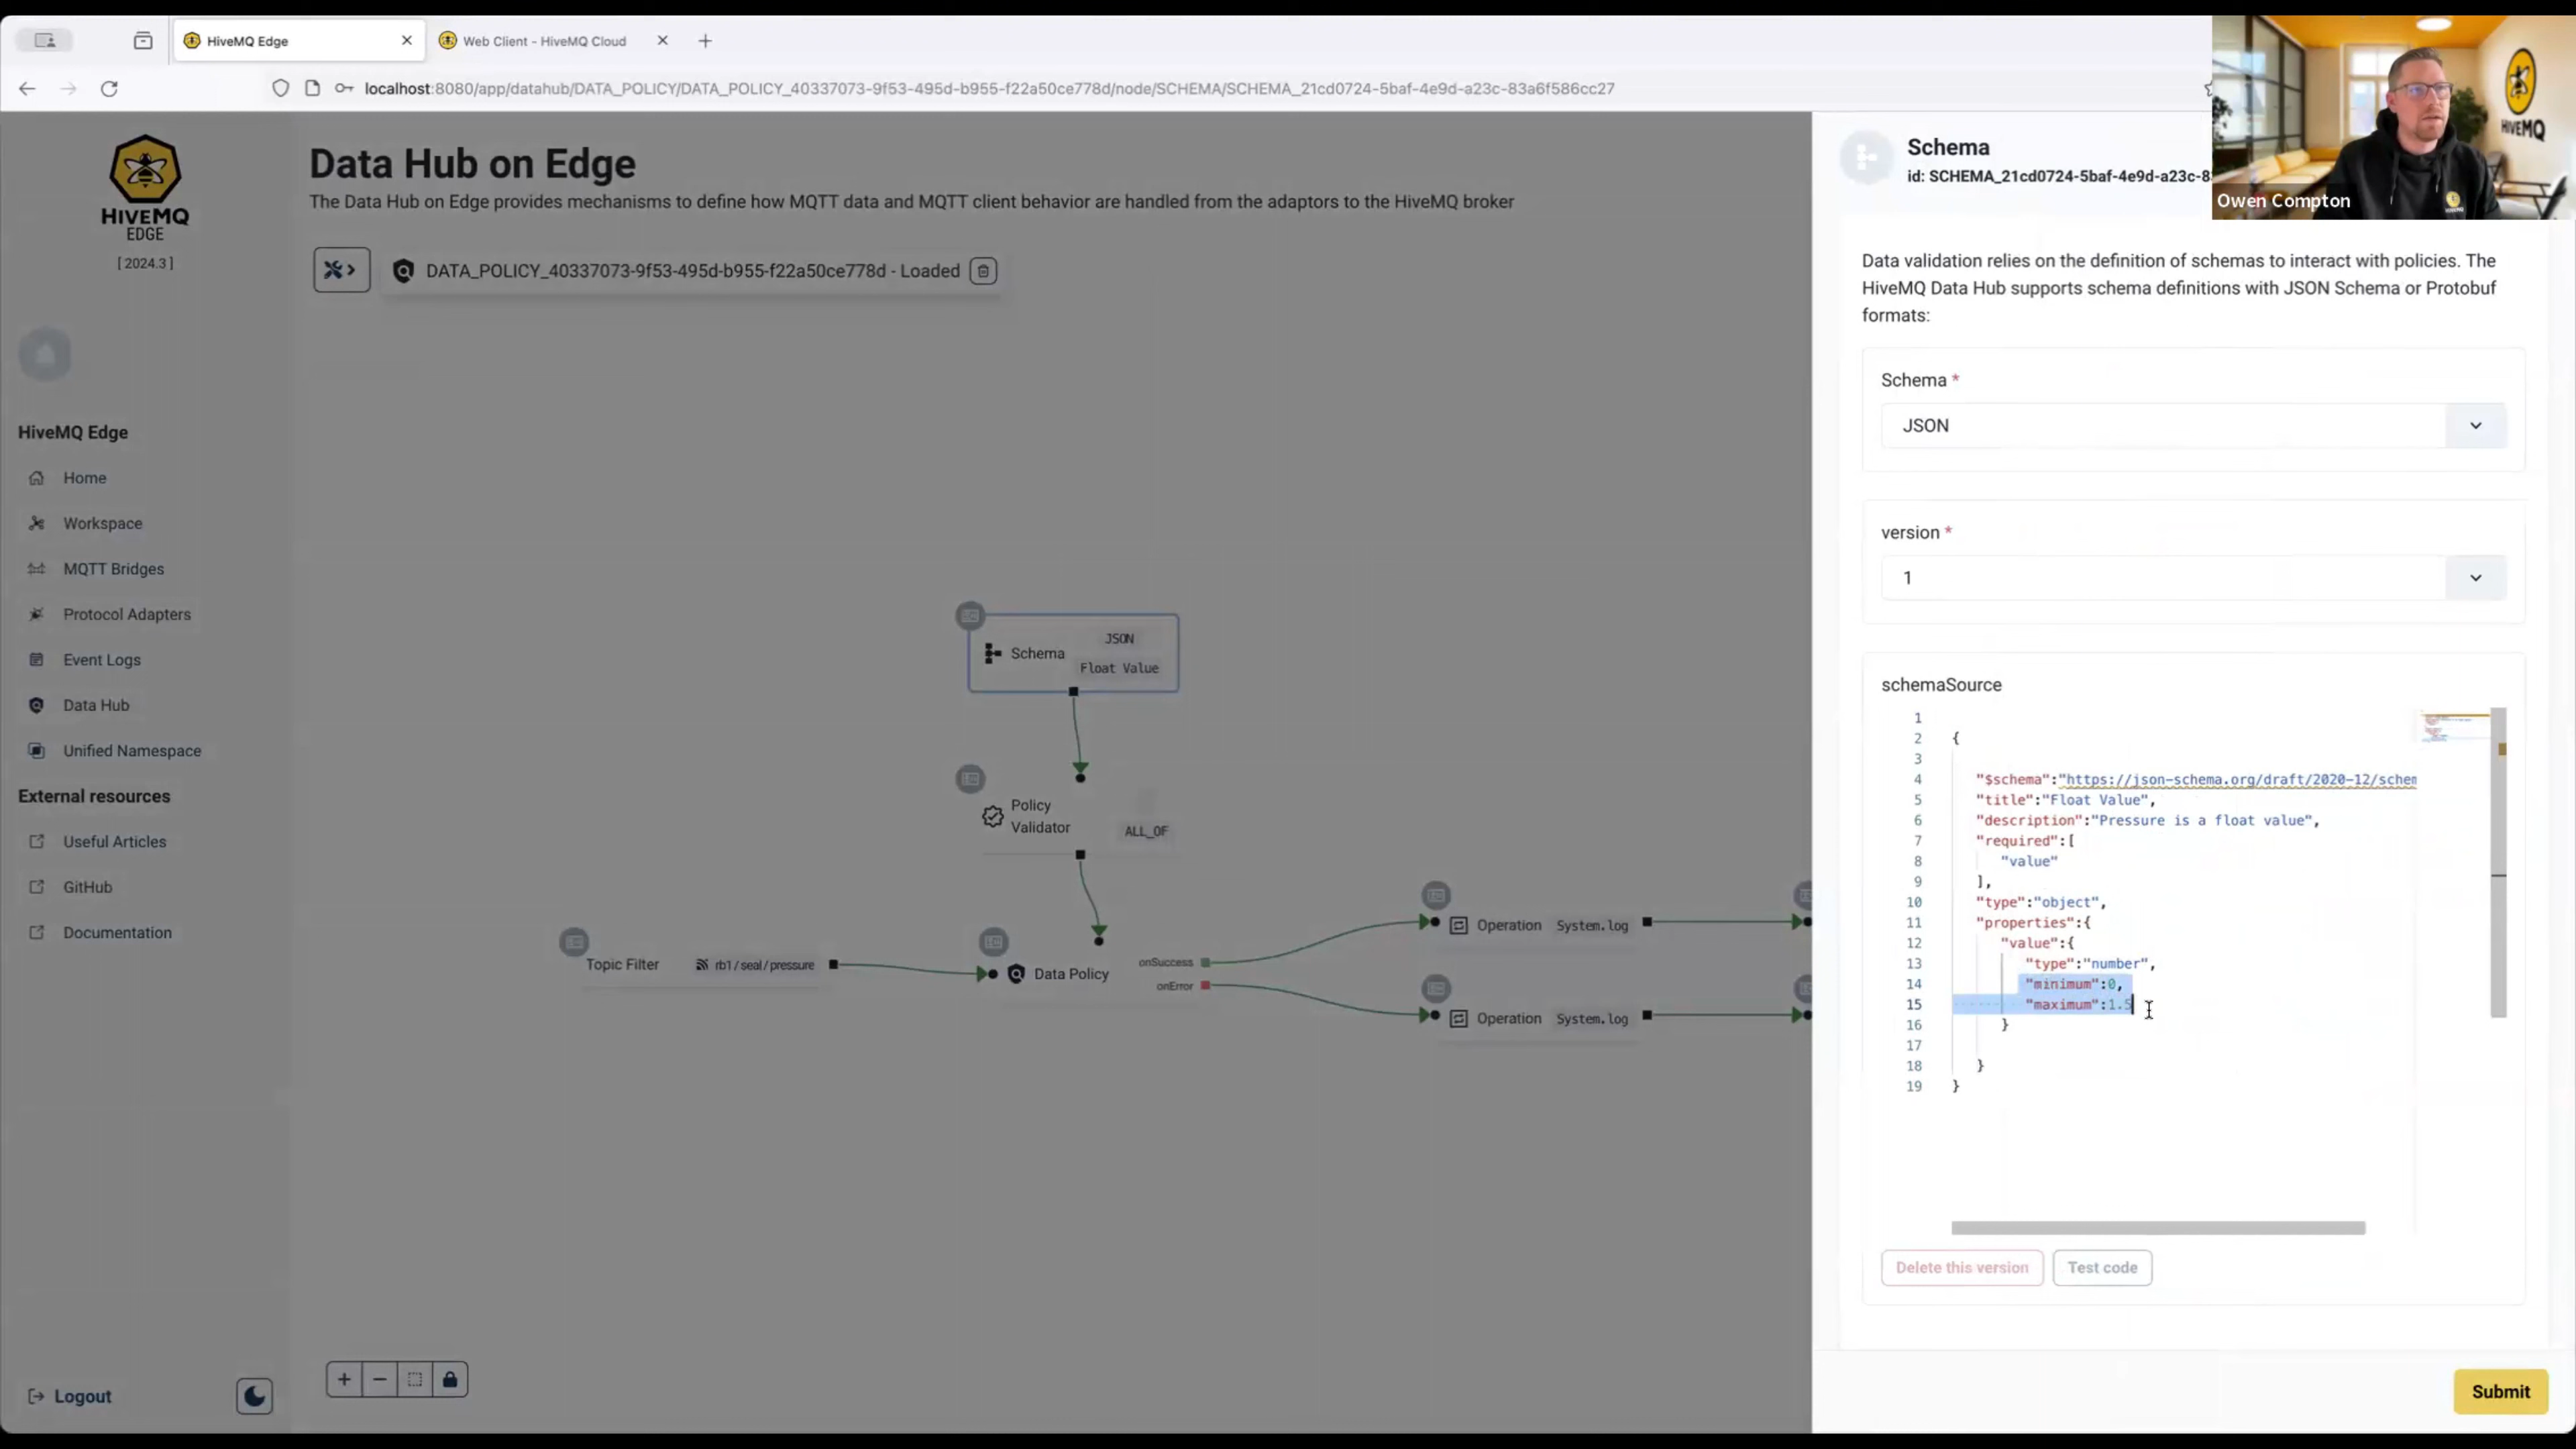 HiveMQ Edge
Web Client - HiveMQ Cloud
localhost:8080/app/datahub/DATA_POLICY/DATA_POLICY_40337073-9f53-495d-b955-f22a50ce778d/node/SCHEMA/SCHEMA_21cd0724-5baf-4e9d-a23c-83a6f586cc27
HIVEMQ
EDGE
[ 2024.3 ]
HiveMQ Edge
Home
Workspace
MQTT Bridges
Protocol Adapters
Event Logs
Data Hub
Unified Namespace
External resources
Useful Articles
GitHub
Documentation
Logout
Data Hub on Edge
The Data Hub on Edge provides mechanisms to define how MQTT data and MQTT client behavior are handled from the adaptors to the HiveMQ broker
DATA_POLICY_40337073-9f53-495d-b955-f22a50ce778d - Loaded
Schema
JSON
Float Value
Policy
Validator
ALL_OF
Topic Filter
rb1/seal/pressure
Data Policy
onSuccess
onError
Operation System.log
Operation System.log
Schema
id: SCHEMA_21cd0724-5baf-4e9d-a23c-8
HIVEMQ
Owen Compton
Data validation relies on the definition of schemas to interact with policies. The
HiveMQ Data Hub supports schema definitions with JSON Schema or Protobuf
formats:
Schema *
JSON
version *
1
schemaSource
1
2 {
3
4 "$schema":"https://json-schema.org/draft/2020-12/schem
5 "title":"Float Value",
6 "description":"Pressure is a float value",
7 "required":[
8 "value"
9 ],
10 "type":"object",
11 "properties":{
12 "value":{
13 "type":"number",
14 "minimum":0,
15 "maximum":1.5
16 }
17
18 }
19 }
Delete this version
Test code
Submit